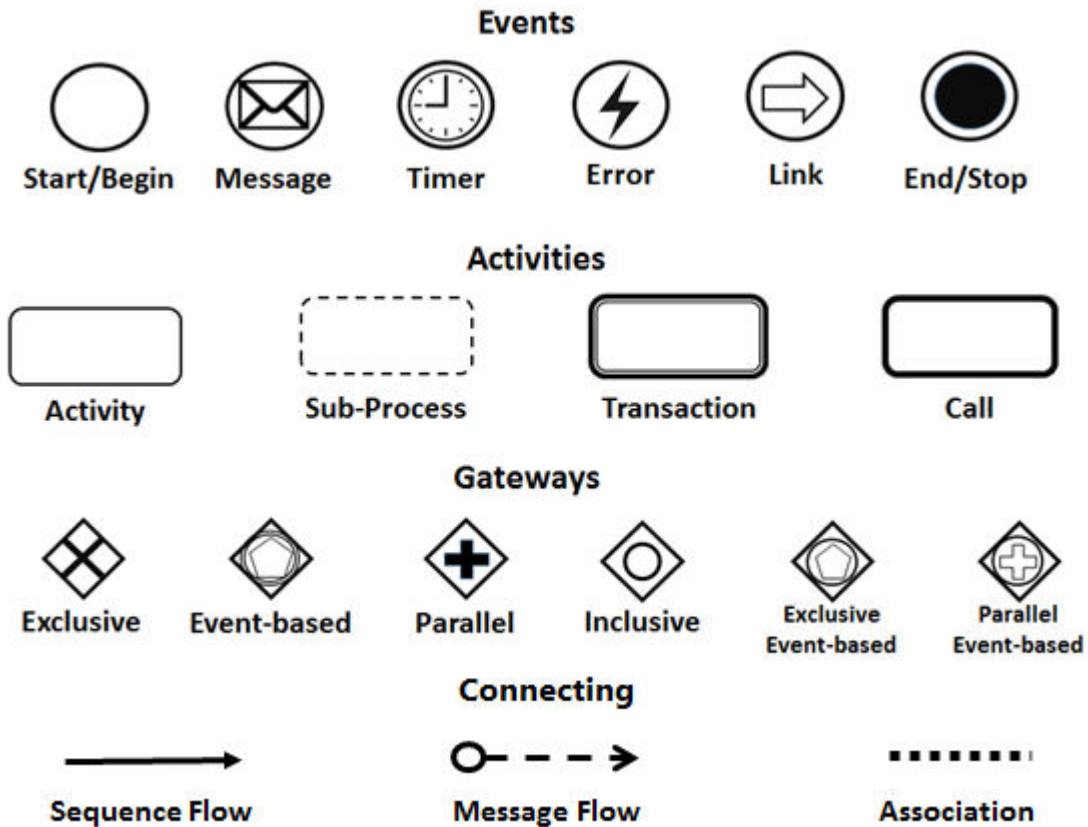 Events
Start/Begin
Message
Timer
Error
Link
End/Stop
Activities
Activity
Sub-Process
Transaction
Call
Gateways
Exclusive
Event-based
Parallel
Inclusive
Exclusive
Event-based
Parallel
Event-based
Connecting
Sequence Flow
Message Flow
Association